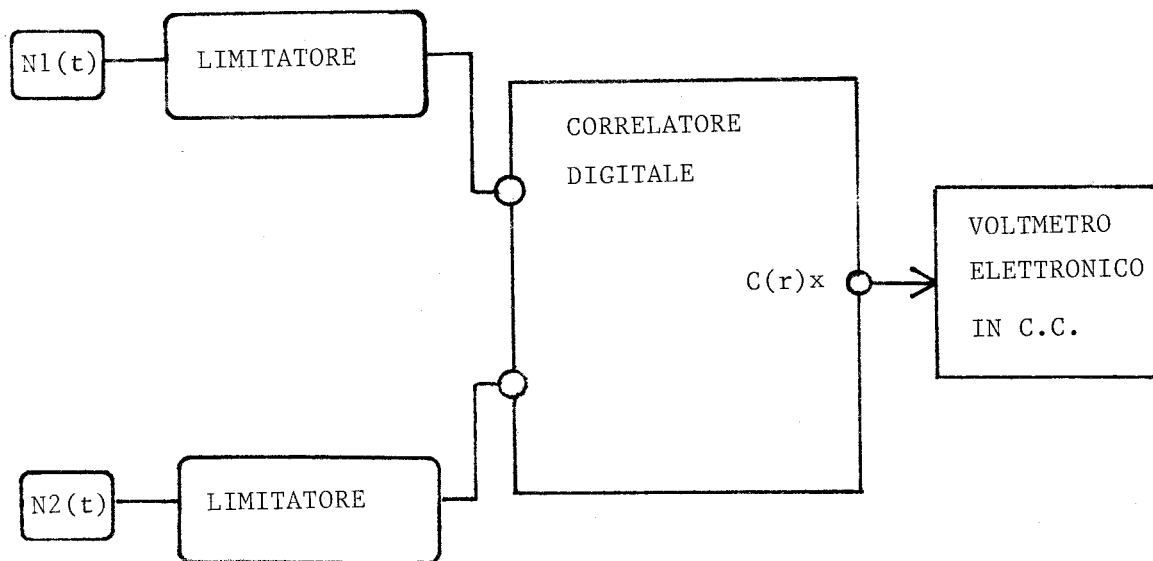 N1(t)
LIMITATORE
CORRELATORE
DIGITALE
C(r)x
VOLTMETRO
ELETTRONICO
IN C.C.
N2(t)
LIMITATORE